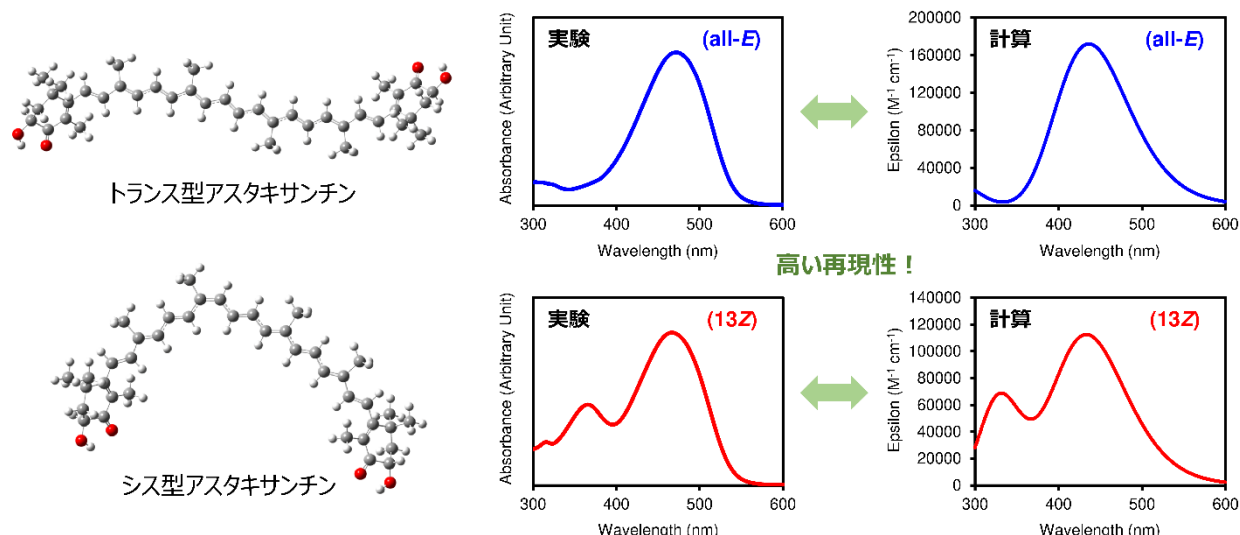 トランス型アスタキサンチン
シス型アスタキサンチン
実験
(all-E)
Absorbance (Arbitrary Unit)
300
400
500
600
Wavelength (nm)
計算
(all-E)
Epsilon (M-1 cm-1)
200000
160000
120000
80000
40000
0
300
400
500
600
Wavelength (nm)
高い再現性！
実験
(13Z)
Absorbance (Arbitrary Unit)
300
400
500
600
Wavelength (nm)
計算
(13Z)
Epsilon (M-1 cm-1)
140000
120000
100000
80000
60000
40000
20000
0
300
400
500
600
Wavelength (nm)